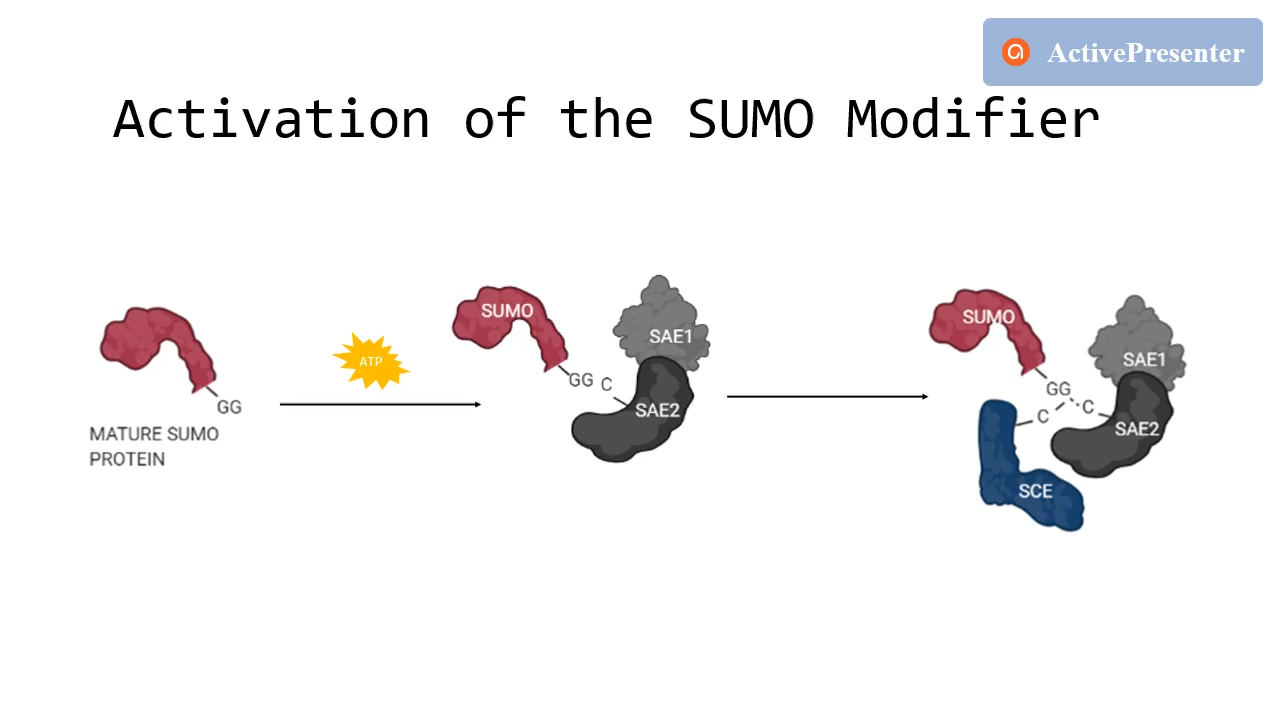 ActivePresenter
Activation of the SUMO Modifier
GG
MATURE SUMO
PROTEIN
ATP
SUMO
GG
C
SAE1
SAE2
SUMO
GG
C
C
SAE1
SAE2
SCE